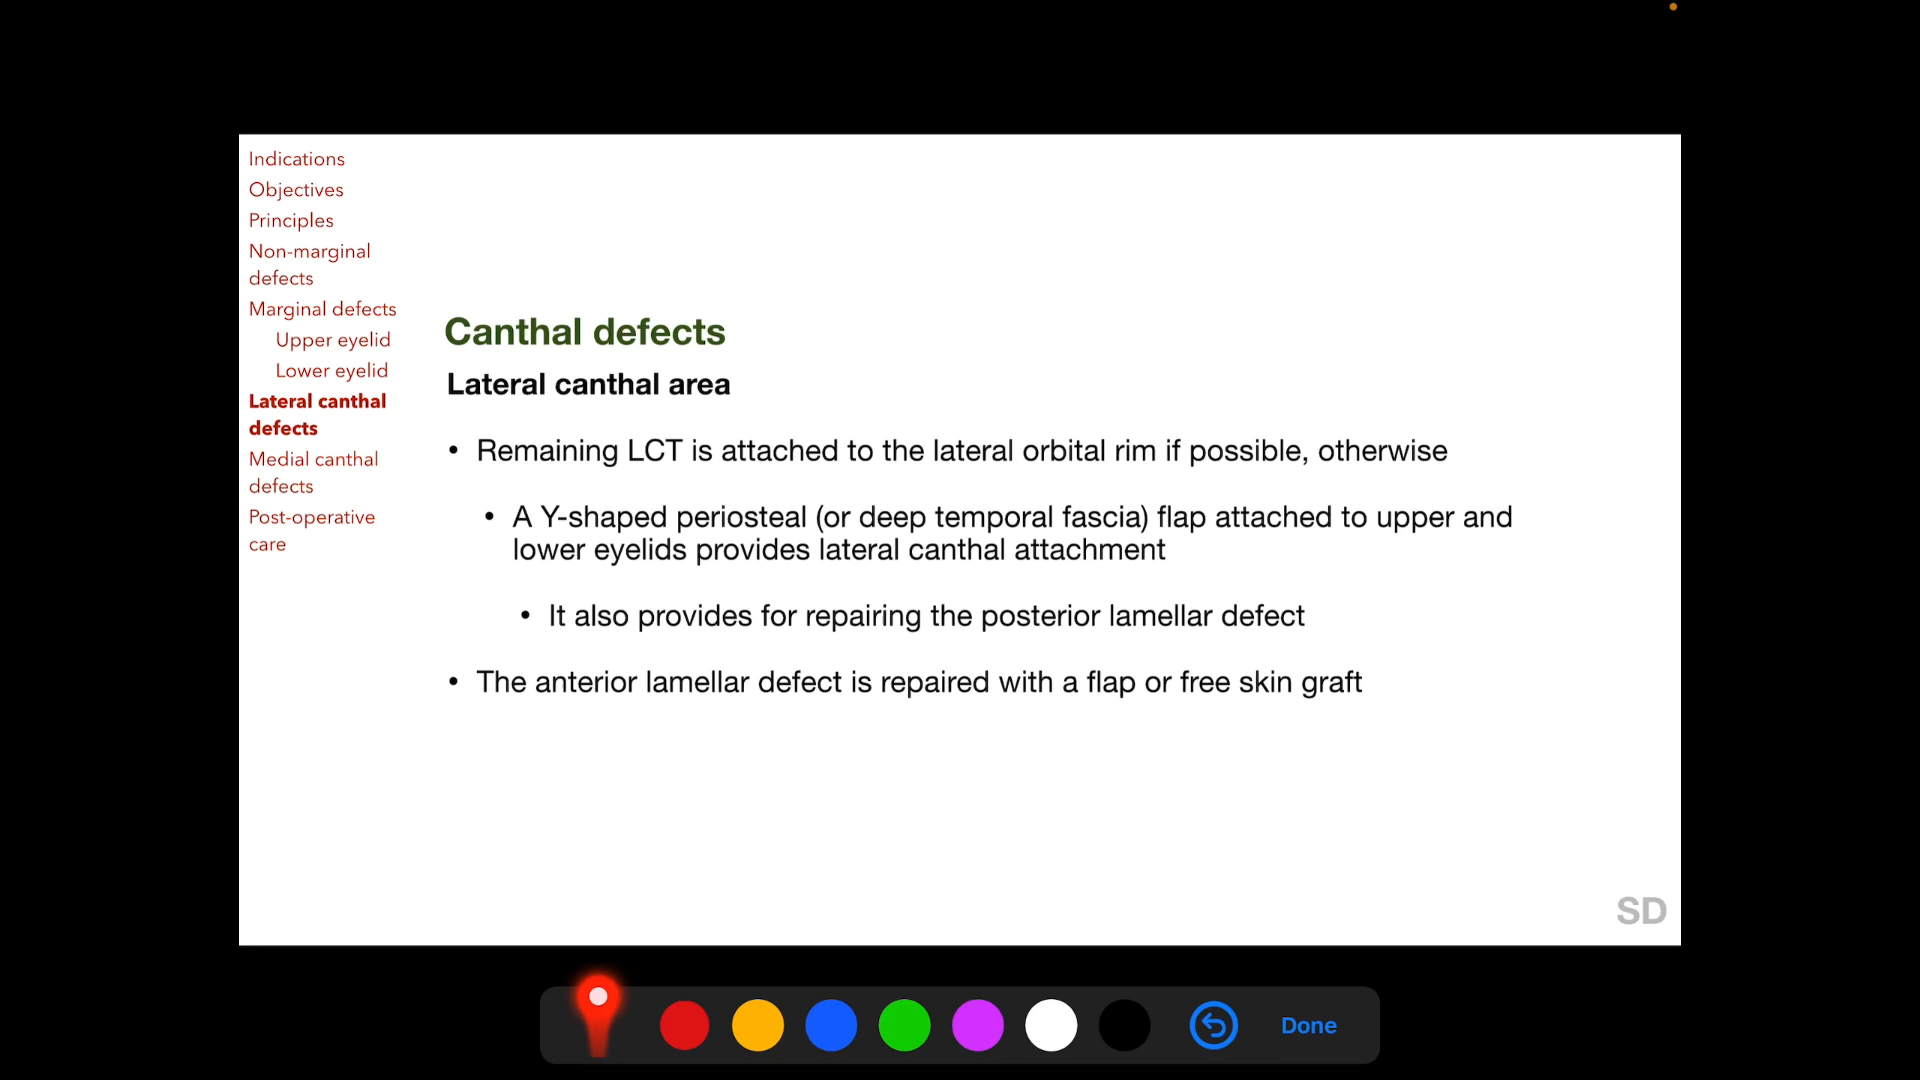 Indications
Objectives
Principles
Non-marginal
defects
Marginal defects
Upper eyelid
Lower eyelid
Lateral canthal
defects
Medial canthal
defects
Post-operative
care
Canthal defects
Lateral canthal area
• Remaining LCT is attached to the lateral orbital rim if possible, otherwise
• A Y-shaped periosteal (or deep temporal fascia) flap attached to upper and
lower eyelids provides lateral canthal attachment
• It also provides for repairing the posterior lamellar defect
• The anterior lamellar defect is repaired with a flap or free skin graft
SD
Done